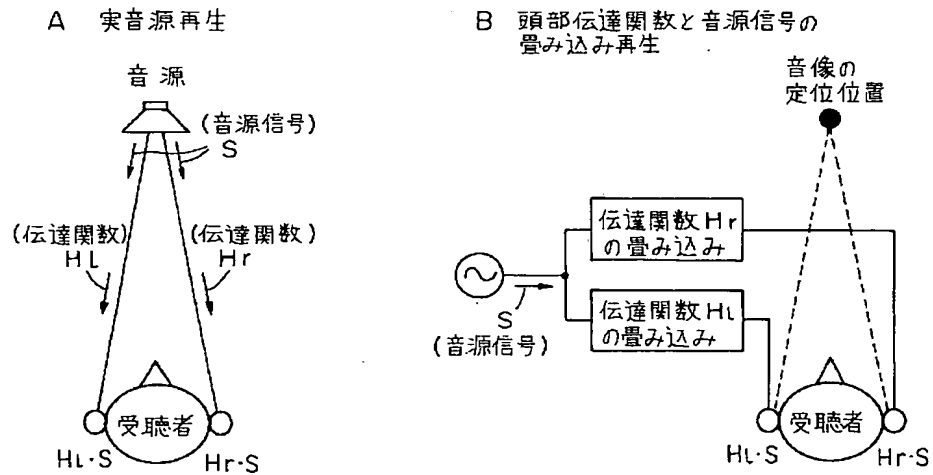 A 実音源再生
音源
(音源信号)
S
(伝達関数)
Hl
(伝達関数)
Hr
受聴者
Hl・S
Hr・S
B 頭部伝達関数と音源信号の
畳み込み再生
音像の
定位位置
伝達関数Hr
の畳み込み
S
(音源信号)
伝達関数Hl
の畳み込み
受聴者
Hl・S
Hr・S